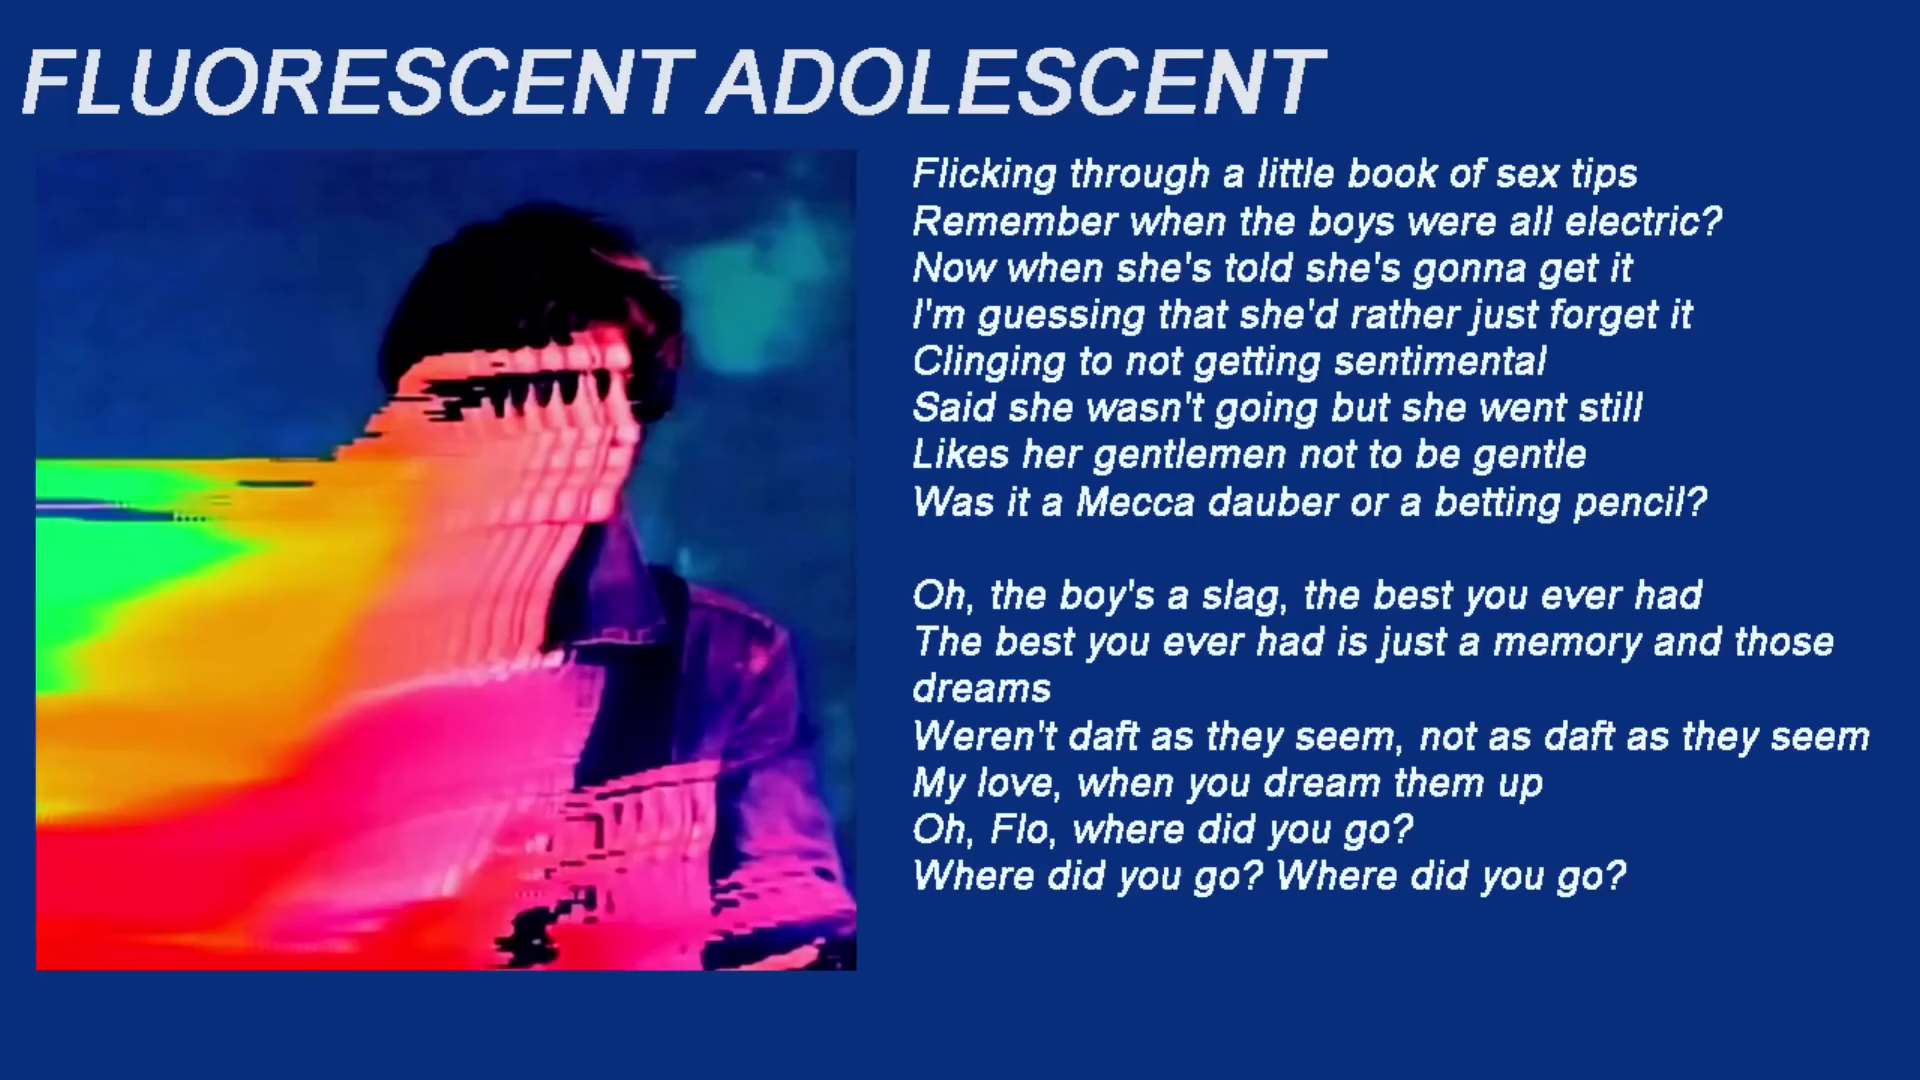 FLUORESCENT ADOLESCENT
Flicking through a little book of sex tips
Remember when the boys were all electric?
Now when she's told she's gonna get it
I'm guessing that she'd rather just forget it
Clinging to not getting sentimental
Said she wasn't going but she went still
Likes her gentlemen not to be gentle
Was it a Mecca dauber or a betting pencil?
Oh, the boy's a slag, the best you ever had
The best you ever had is just a memory and those
dreams
Weren't daft as they seem, not as daft as they seem
My love, when you dream them up
Oh, Flo, where did you go?
Where did you go? Where did you go?